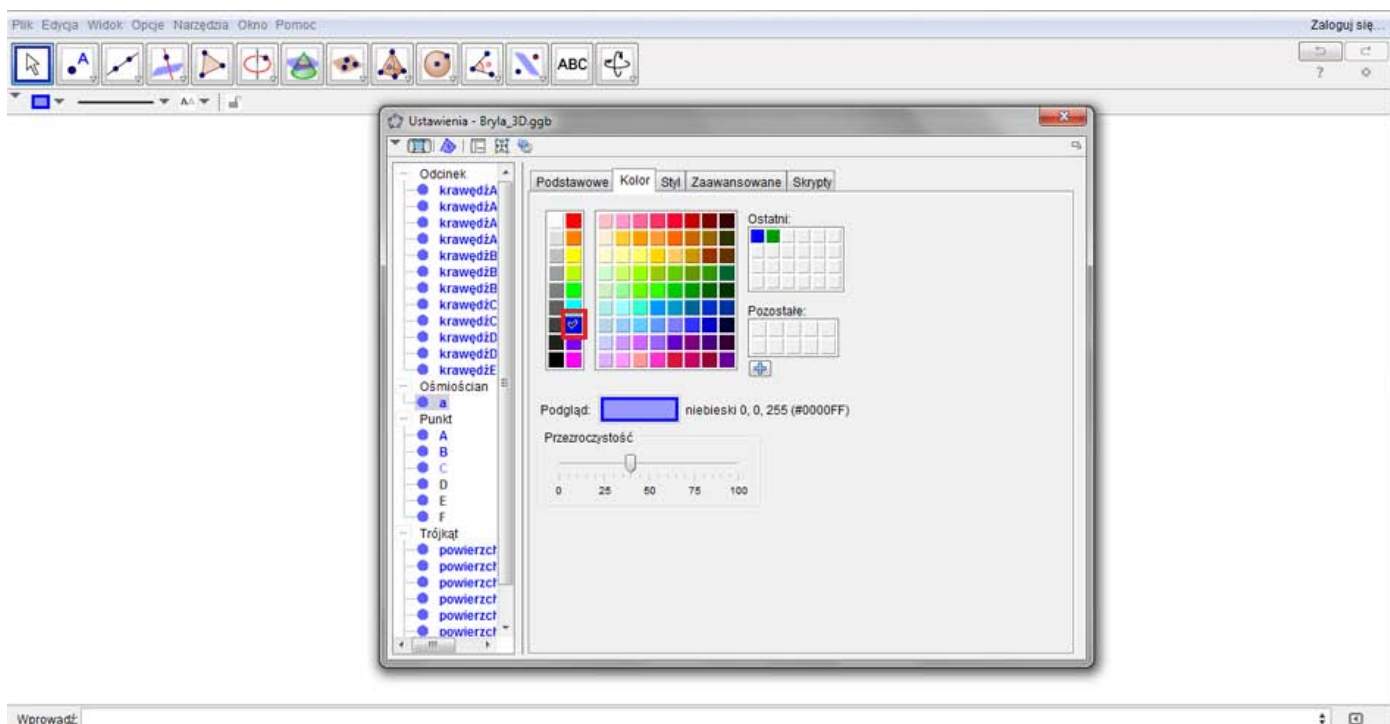 Plik Edycja Widok Opcje Narzędzia Okno Pomoc
Zaloguj się...
A
ABC
?
AA
Ustawienia - Bryla_3D.ggb
X
Odcinek
krawędźA
krawędźA
krawędźA
krawędźA
krawędźB
krawędźB
krawędźB
krawędźC
krawędźC
krawędźD
krawędźD
krawędźE
Ośmiościan
a
Punkt
A
B
C
D
E
F
Trójkąt
powierzch
powierzch
powierzch
powierzch
powierzch
powierzch
Podstawowe Kolor Styl Zaawansowane Skrypty
Ostatni:
Pozostałe:
Podgląd: niebieski 0, 0, 255 (#0000FF)
Przezroczystość
0 25 50 75 100
Wprowadź: